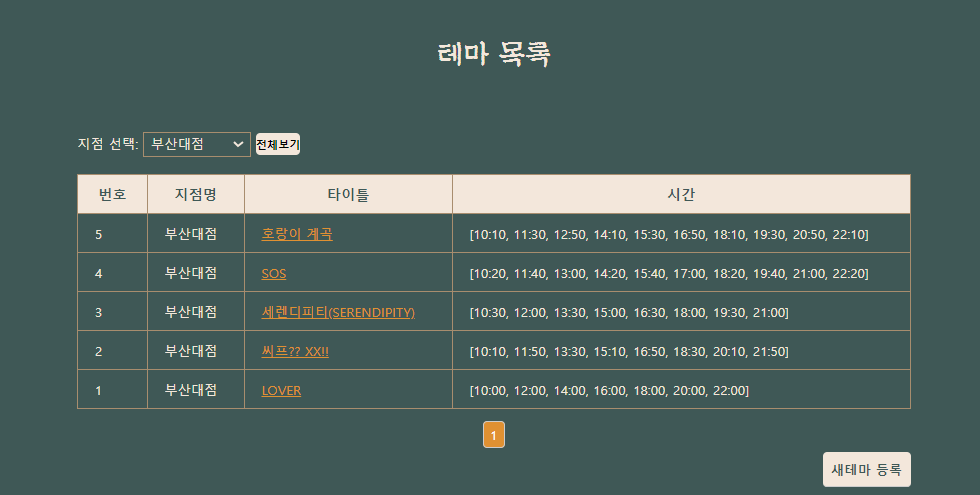 테마 목록
지점 선택: 부산대점 전체보기
번호 지점명 타이틀 시간
5 부산대점 호랑이 계곡 [10:10, 11:30, 12:50, 14:10, 15:30, 16:50, 18:10, 19:30, 20:50, 22:10]
4 부산대점 SOS [10:20, 11:40, 13:00, 14:20, 15:40, 17:00, 18:20, 19:40, 21:00, 22:20]
3 부산대점 세렌디피티(SERENDIPITY) [10:30, 12:00, 13:30, 15:00, 16:30, 18:00, 19:30, 21:00]
2 부산대점 씨프?? XX!! [10:10, 11:50, 13:30, 15:10, 16:50, 18:30, 20:10, 21:50]
1 부산대점 LOVER [10:00, 12:00, 14:00, 16:00, 18:00, 20:00, 22:00]
1
새테마 등록